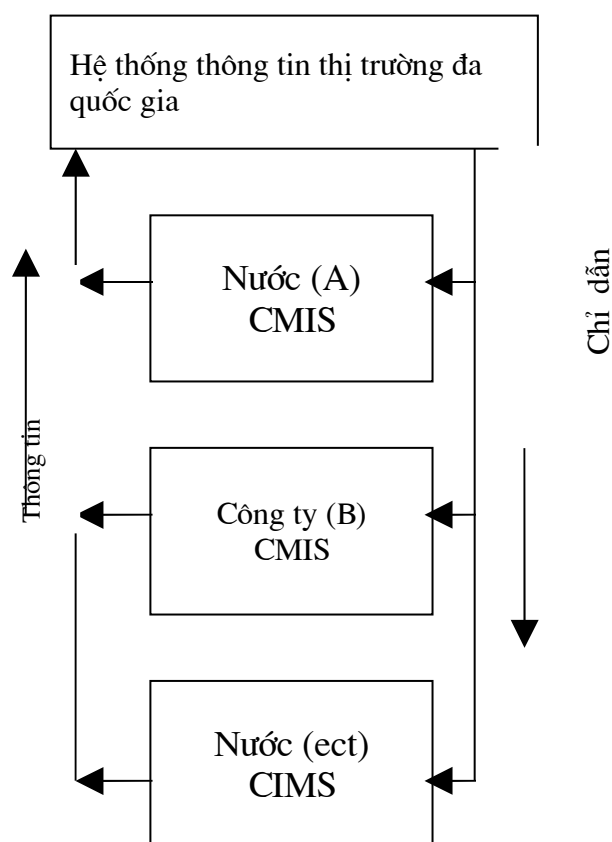 Hệ thống thông tin thị trường đa
quốc gia
Nước (A)
CMIS
Chỉ dẫn
Thông tin
Công ty (B)
CMIS
Nước (ect)
CIMS